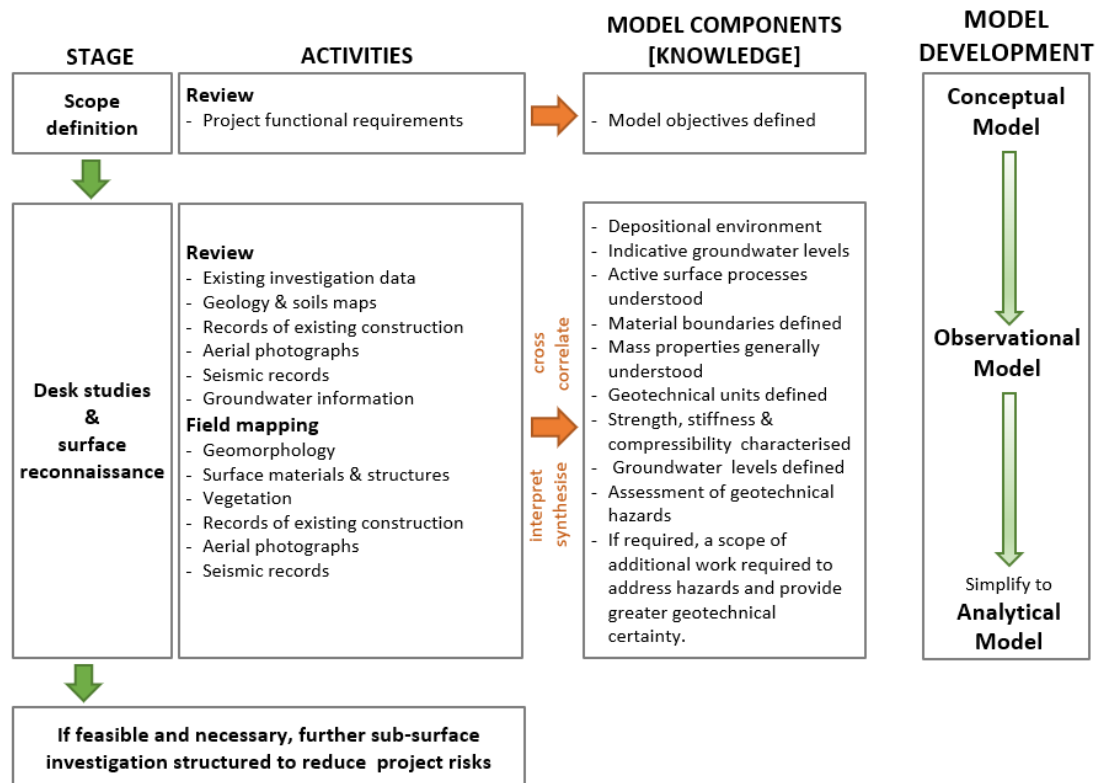 STAGE
ACTIVITIES
MODEL COMPONENTS
[KNOWLEDGE]
MODEL
DEVELOPMENT
Scope
definition
Review
- Project functional requirements
- Model objectives defined
Conceptual
Model
Desk studies
&
surface
reconnaissance
Review
- Existing investigation data
- Geology & soils maps
- Records of existing construction
- Aerial photographs
- Seismic records
- Groundwater information
Field mapping
- Geomorphology
- Surface materials & structures
- Vegetation
- Records of existing construction
- Aerial photographs
- Seismic records
cross
correlate
interpret
synthesise
- Depositional environment
- Indicative groundwater levels
- Active surface processes
understood
- Material boundaries defined
- Mass properties generally
understood
- Geotechnical units defined
- Strength, stiffness &
compressibility characterised
- Groundwater levels defined
- Assessment of geotechnical
hazards
- If required, a scope of
additional work required to
address hazards and provide
greater geotechnical
certainty.
Observational
Model
Simplify to
Analytical
Model
If feasible and necessary, further sub-surface
investigation structured to reduce project risks